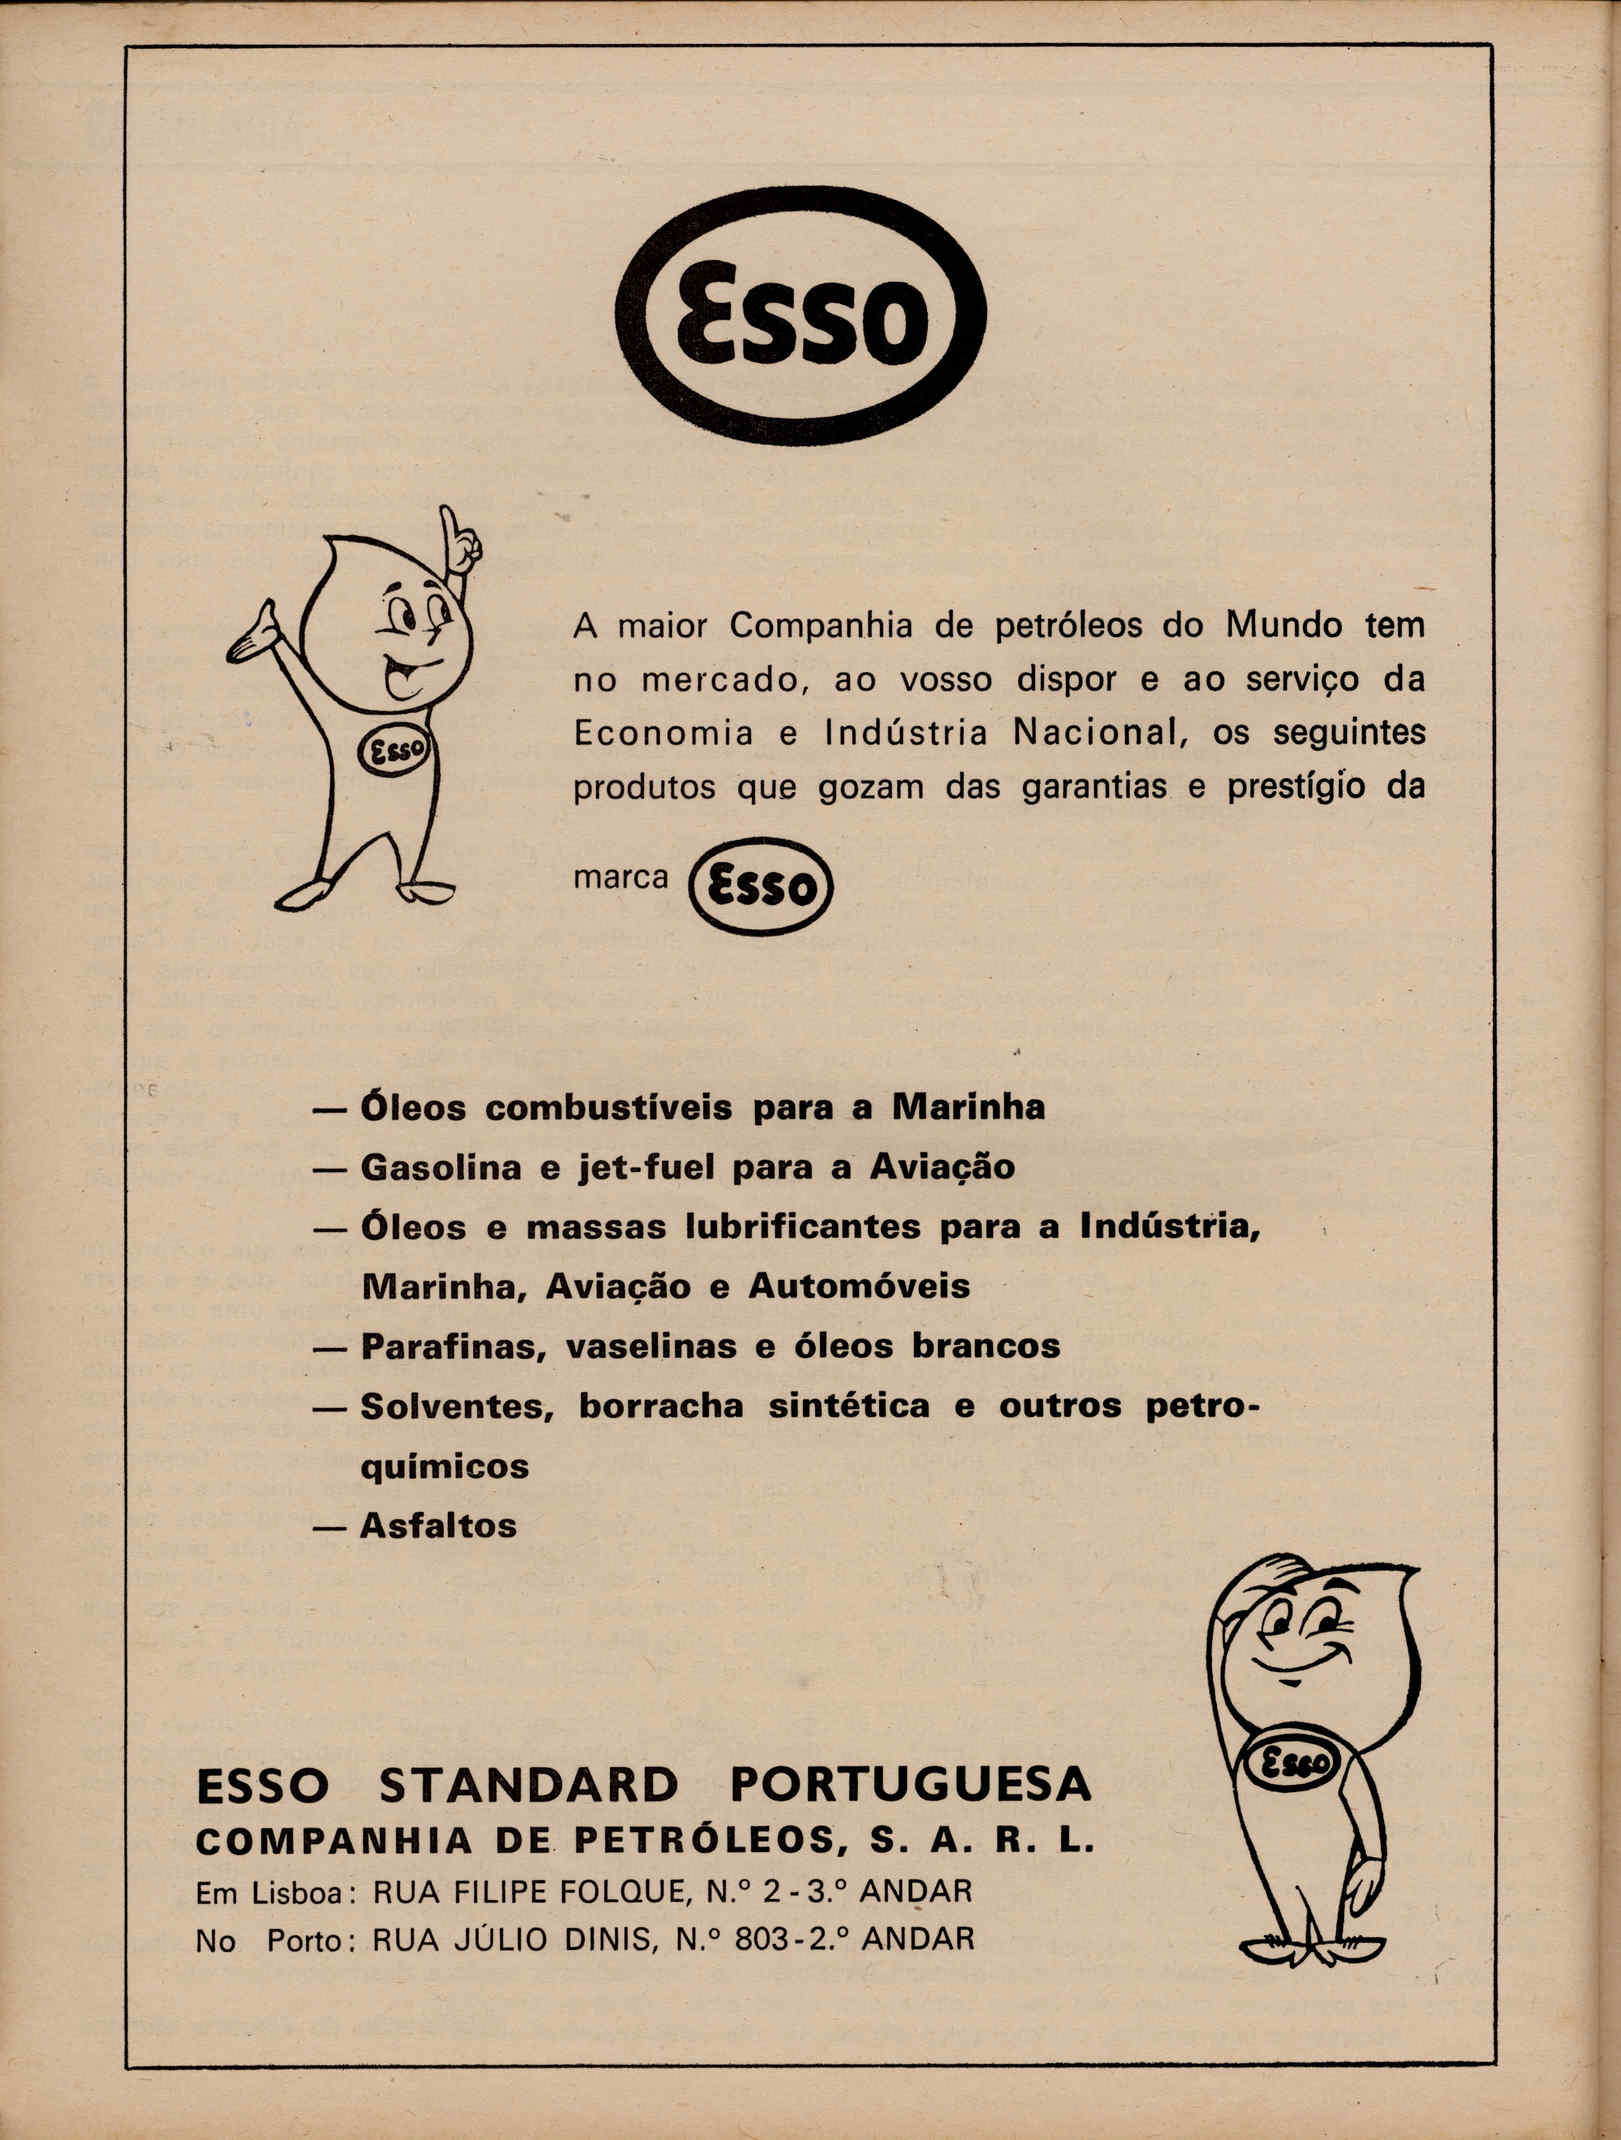 Esso
Esso
A maior Companhia de petróleos do Mundo tem
no mercado, ao vosso dispor e ao serviço da
Economia e Indústria Nacional, os seguintes
produtos que gozam das garantias e prestígio da
marca Esso
— Óleos combustíveis para a Marinha
— Gasolina e jet-fuel para a Aviação
— Óleos e massas lubrificantes para a Indústria,
Marinha, Aviação e Automóveis
— Parafinas, vaselinas e óleos brancos
— Solventes, borracha sintética e outros petro-
químicos
— Asfaltos
Esso
ESSO STANDARD PORTUGUESA
COMPANHIA DE PETRÓLEOS, S. A. R. L.
Em Lisboa: RUA FILIPE FOLQUE, N.º 2 - 3.º ANDAR
No Porto: RUA JÚLIO DINIS, N.º 803-2.º ANDAR